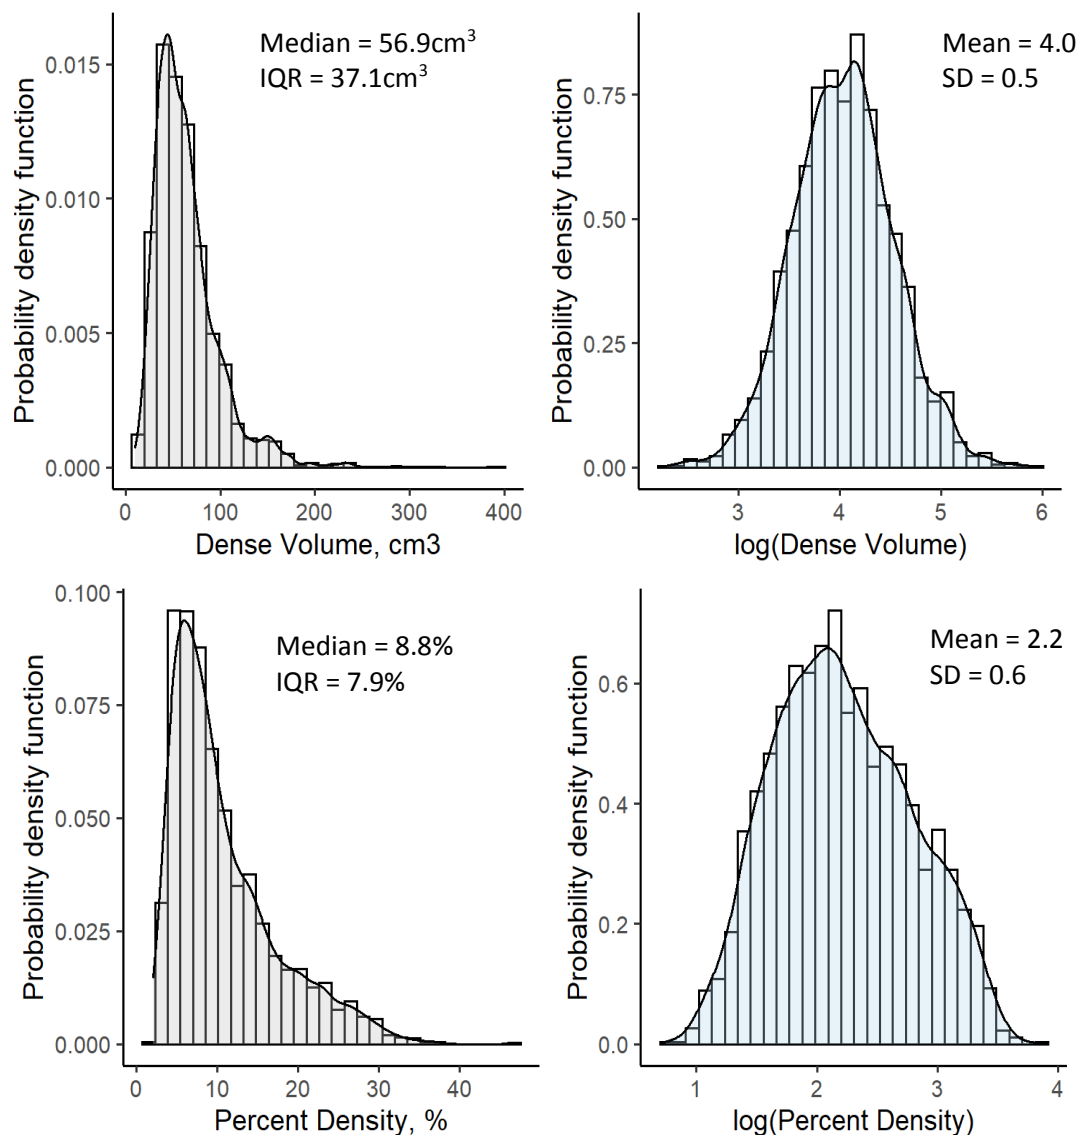 Median = 56.9cm³
IQR = 37.1cm³
Probability density function
0.015
0.010
0.005
0.000
0
100
200
300
400
Dense Volume, cm3
Mean = 4.0
SD = 0.5
Probability density function
0.75
0.50
0.25
0.00
3
4
5
6
log(Dense Volume)
Median = 8.8%
IQR = 7.9%
Probability density function
0.100
0.075
0.050
0.025
0.000
0
10
20
30
40
Percent Density, %
Mean = 2.2
SD = 0.6
Probability density function
0.6
0.4
0.2
0.0
1
2
3
4
log(Percent Density)